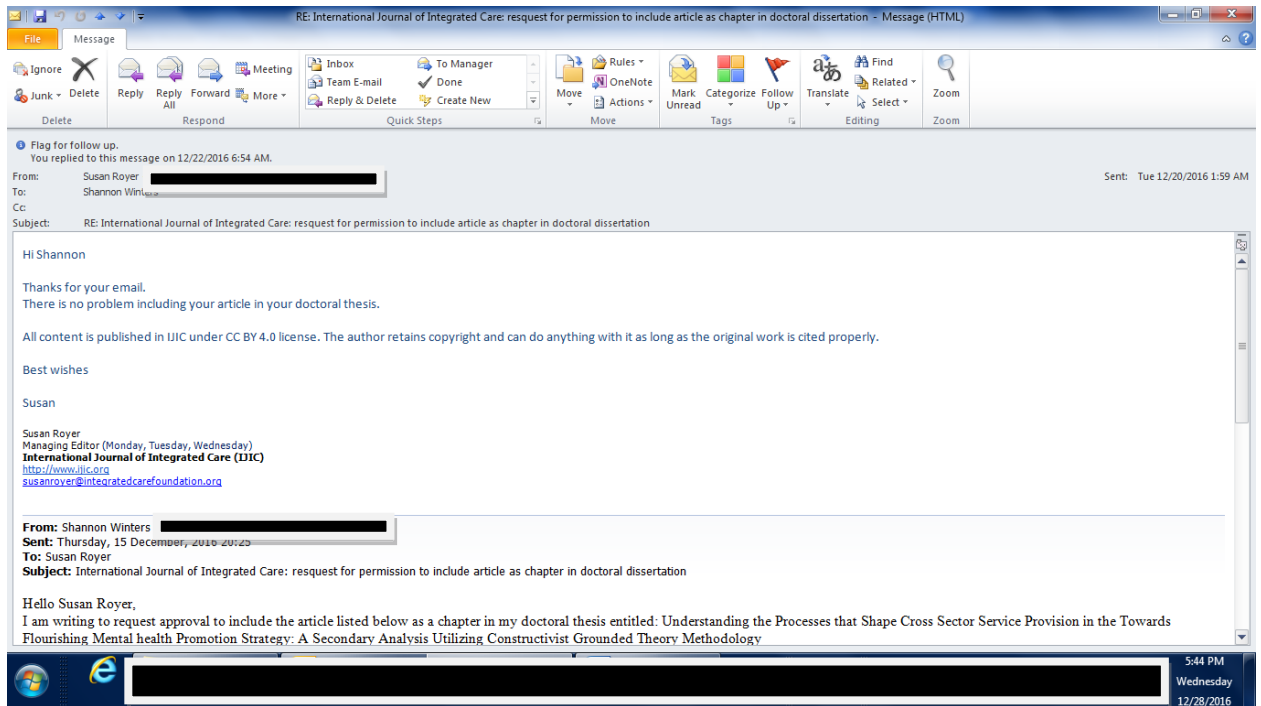 RE: International Journal of Integrated Care: resquest for permission to include article as chapter in doctoral dissertation - Message (HTML)
File Message
Ignore
Junk
Delete
Delete
Reply
Reply All
Forward
Meeting
More
Respond
Inbox
Team E-mail
Reply & Delete
To Manager
Done
Create New
Quick Steps
Move
Rules
OneNote
Actions
Move
Mark Unread
Categorize
Follow Up
Tags
Translate
Find
Related
Select
Editing
Zoom
Zoom
Flag for follow up.
You replied to this message on 12/22/2016 6:54 AM.
From: Susan Royer
Sent: Tue 12/20/2016 1:59 AM
To: Shannon Winters
Cc:
Subject: RE: International Journal of Integrated Care: resquest for permission to include article as chapter in doctoral dissertation
Hi Shannon
Thanks for your email.
There is no problem including your article in your doctoral thesis.
All content is published in IJIC under CC BY 4.0 license. The author retains copyright and can do anything with it as long as the original work is cited properly.
Best wishes
Susan
Susan Royer
Managing Editor (Monday, Tuesday, Wednesday)
International Journal of Integrated Care (IJIC)
http://www.ijic.org
susanroyer@integratedcarefoundation.org
From: Shannon Winters
Sent: Thursday, 15 December, 2016 20:25
To: Susan Royer
Subject: International Journal of Integrated Care: resquest for permission to include article as chapter in doctoral dissertation
Hello Susan Royer,
I am writing to request approval to include the article listed below as a chapter in my doctoral thesis entitled: Understanding the Processes that Shape Cross Sector Service Provision in the Towards
Flourishing Mental health Promotion Strategy: A Secondary Analysis Utilizing Constructivist Grounded Theory Methodology
5:44 PM
Wednesday
12/28/2016